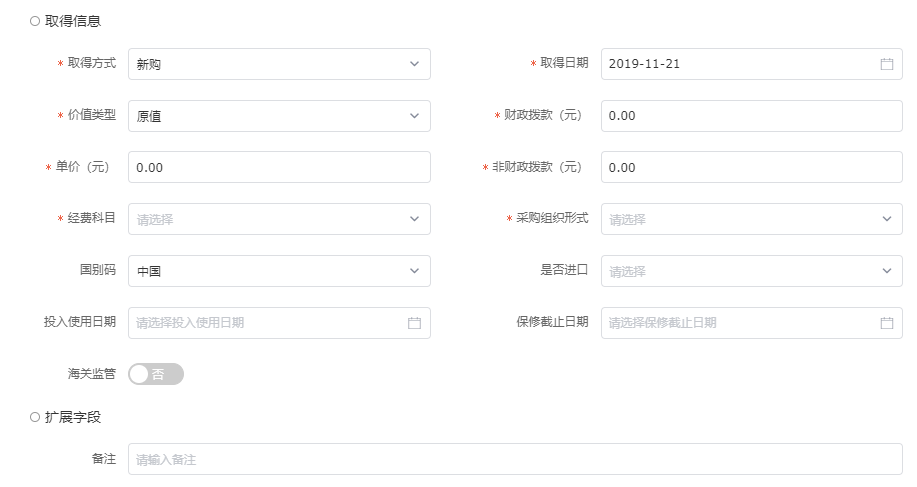 取得信息
* 取得方式 新购 * 取得日期 2019-11-21
* 价值类型 原值 * 财政拨款（元） 0.00
* 单价（元） 0.00 * 非财政拨款（元） 0.00
* 经费科目 请选择 * 采购组织形式 请选择
国别码 中国 是否进口 请选择
投入使用日期 请选择投入使用日期 保修截止日期 请选择保修截止日期
海关监管 否
扩展字段
备注 请输入备注